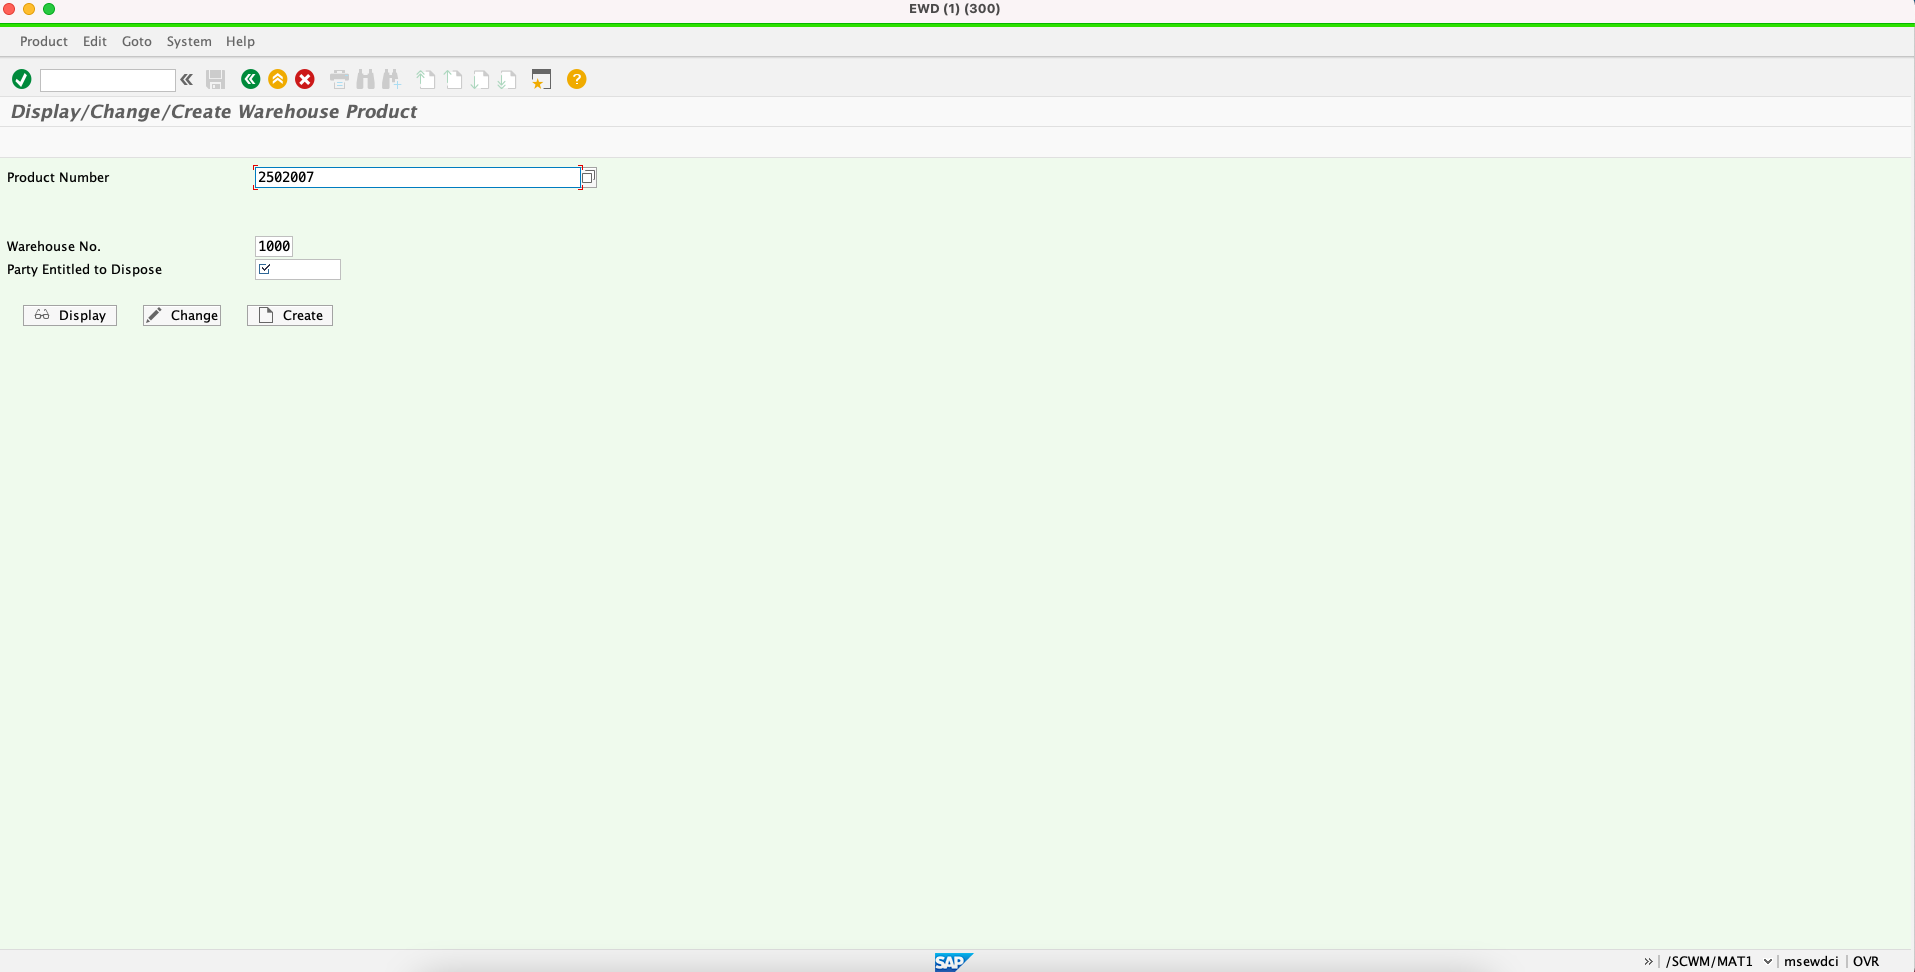 EWD (1) (300)
Product Edit Goto System Help
Display/Change/Create Warehouse Product
Product Number 2502007
Warehouse No. 1000
Party Entitled to Dispose
Display Change Create
SAP /SCWM/MAT1 msewdci OVR